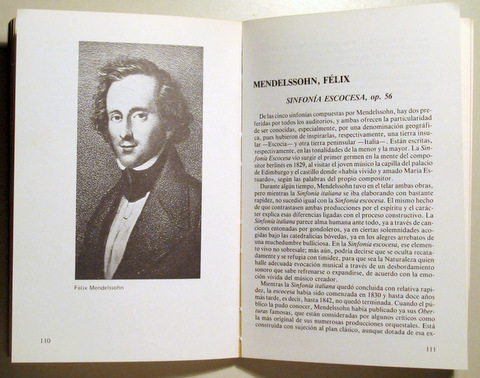 Félix Mendelssohn
110
MENDELSSOHN, FÉLIX
SINFONÍA ESCOCESA, op. 56
De las cinco sinfonías compuestas por Mendelssohn, hay dos pre-
feridas por todos los auditorios, y ambas ofrecen la particularidad
de ser conocidas, especialmente, por una denominación geográfi-
ca, pues hubieron de inspirarlas, respectivamente, una tierra insu-
lar —Escocia— y otra tierra peninsular —Italia—. Están escritas,
respectivamente, en las tonalidades de la menor y la mayor. La Sin-
fonía Escocesa vio surgir el primer germen en la mente del compo-
sitor berlinés en 1829, al visitar el joven músico la capilla del palacio
de Edimburgo y el castillo donde «había vivido y amado María Es-
tuardo», según las palabras del propio compositor.
Durante algún tiempo, Mendelssohn tuvo en el telar ambas obras,
pero mientras la Sinfonía italiana se iba elaborando con bastante
rapidez, no sucedió igual con la Sinfonía escocesa. El mismo hecho
de que contrastasen ambas producciones por el espíritu y el carác-
ter explica esas diferencias ligadas con el proceso constructivo. La
Sinfonía italiana parece alma humana ante todo, ya a través de can-
ciones entonadas por gondoleros, ya en ciertas solemnidades aco-
gidas bajo las catedralicias bóvedas, ya en los alegres arrebatos de
una muchedumbre bulliciosa. En la Sinfonía escocesa, ese elemento
vivo no sobresale; más aún, podría decirse que se oculta recatada-
mente o se refugia con timidez, para que sea la Naturaleza quien
halle adecuada evocación musical a través de un desbordamiento
sonoro que sabe refrenarse o expandirse, de acuerdo con la emo-
ción vivida del músico creador.
Mientras la Sinfonía italiana quedó concluida con relativa rapi-
dez, la escocesa había sido comenzada en 1830 y hasta doce años
más tarde, es decir, hasta 1842, no quedó terminada. Cuando el pú-
blico la pudo conocer, Mendelssohn había publicado ya sus Ober-
turas famosas, que están consideradas por algunos críticos como
lo más original de sus numerosas producciones orquestales. Está
construida con sujeción al plan clásico, aunque dotada de esa ex-
111